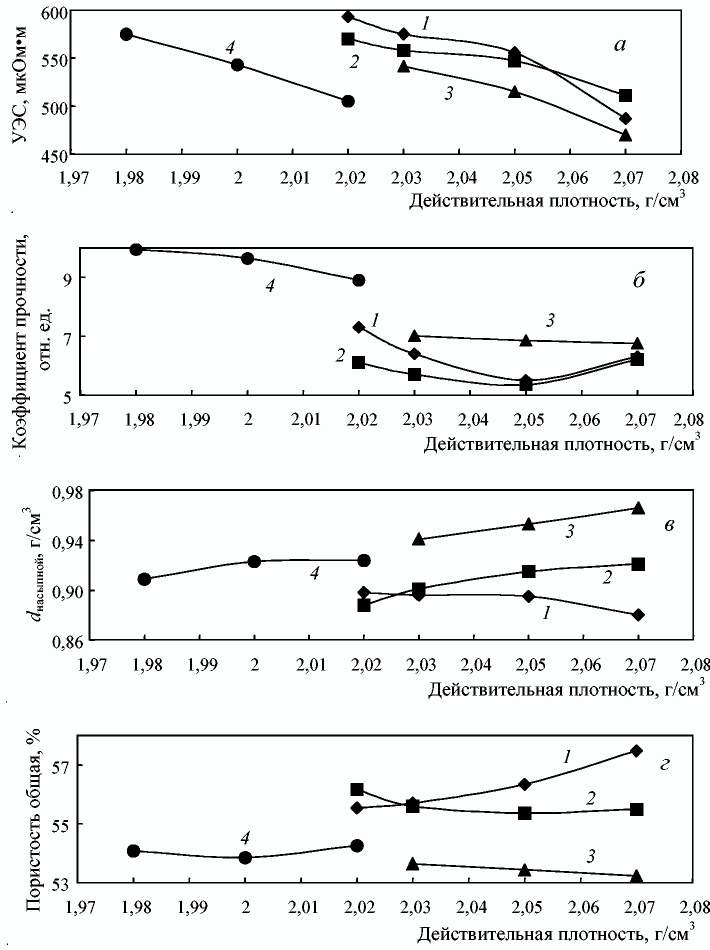 600
550
500
450
УЭС, мкОм•м
1
2
3
4
а
1,97 1,98 1,99 2 2,01 2,02 2,03 2,04 2,05 2,06 2,07 2,08
Действительная плотность, г/см³
9
7
5
Коэффициент прочности,
отн. ед.
4
1
2
3
б
1,97 1,98 1,99 2 2,01 2,02 2,03 2,04 2,05 2,06 2,07 2,08
Действительная плотность, г/см³
0,98
0,94
0,90
0,86
dнасыпной, г/см³
4
3
2
1
в
1,97 1,98 1,99 2 2,01 2,02 2,03 2,04 2,05 2,06 2,07 2,08
Действительная плотность, г/см³
57
55
53
Пористость общая, %
4
1
2
3
г
1,97 1,98 1,99 2 2,01 2,02 2,03 2,04 2,05 2,06 2,07 2,08
Действительная плотность, г/см³